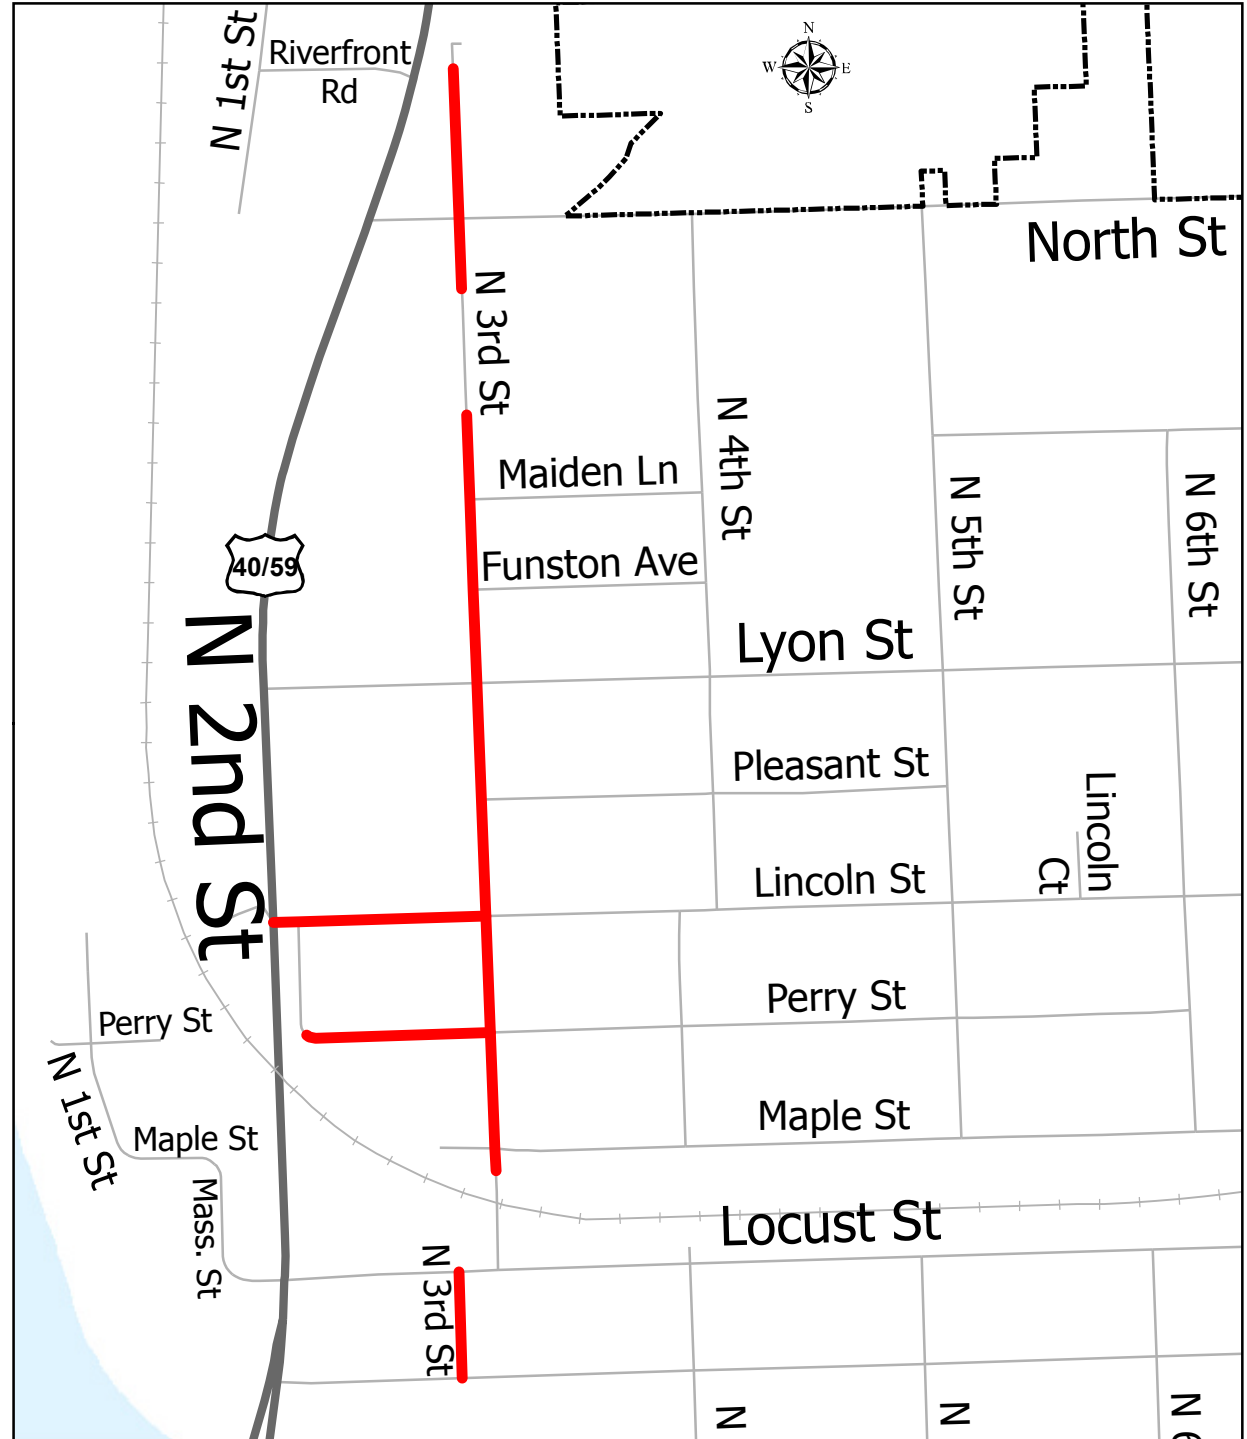 N 1st St
Riverfront
Rd
N
W
E
S
North St
N 3rd St
N 4th St
Maiden Ln
N 5th St
N 6th St
40/59
Funston Ave
N 2nd St
Lyon St
Pleasant St
Lincoln
Ct
Lincoln St
Perry St
Perry St
N 1st St
Maple St
Maple St
Mass. St
Locust St
N 3rd St
N
N
N 6